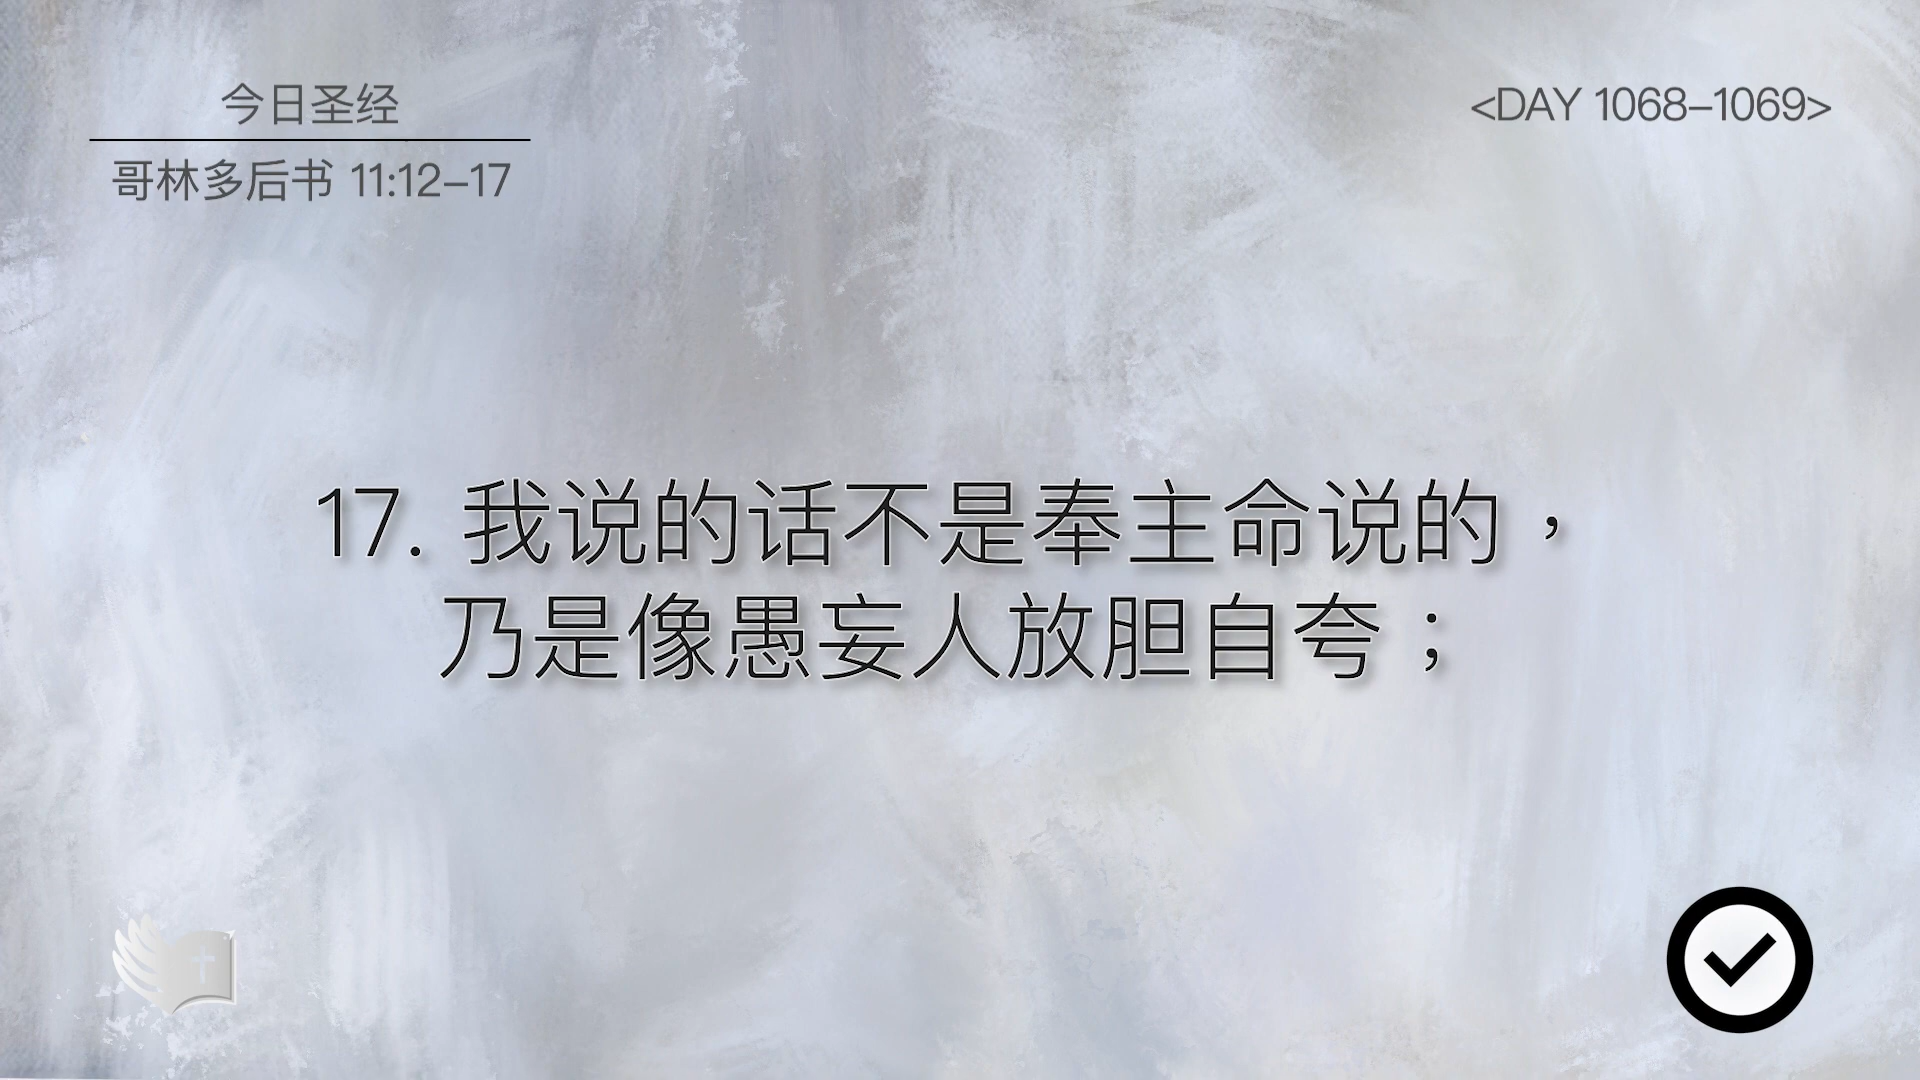 今日圣经
哥林多后书 11:12–17
<DAY 1068–1069>
17. 我说的话不是奉主命说的，
乃是像愚妄人放胆自夸；